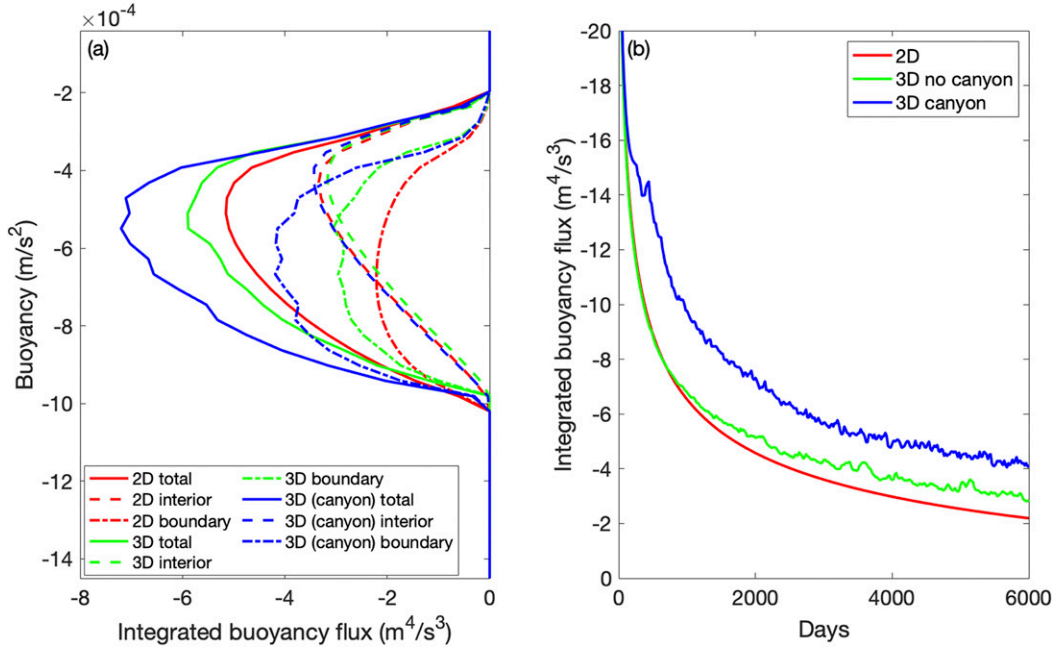 ×10⁻⁴
(a)
-2
-4
-6
-8
-10
-12
-14
Buoyancy (m/s²)
2D total
2D interior
2D boundary
3D total
3D interior
3D boundary
3D (canyon) total
3D (canyon) interior
3D (canyon) boundary
-8 -6 -4 -2 0
Integrated buoyancy flux (m⁴/s³)
(b)
-20
-18
-16
-14
-12
-10
-8
-6
-4
-2
0
Integrated buoyancy flux (m⁴/s³)
2D
3D no canyon
3D canyon
0 2000 4000 6000
Days